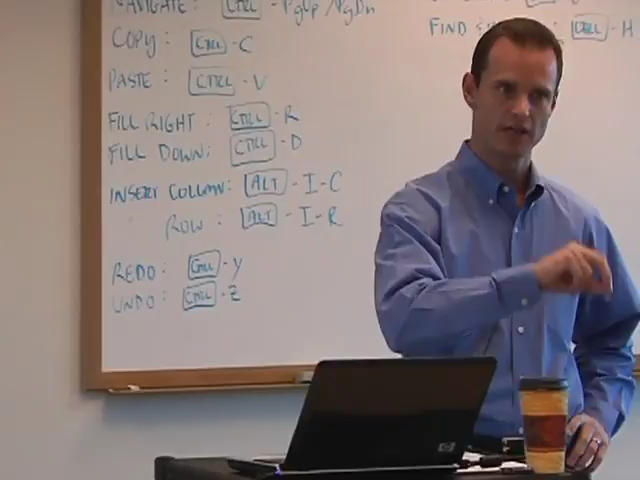 NAVIGATE: CTRL - PgUp/PgDn
COPY: CTRL - C
PASTE: CTRL - V
FILL RIGHT: CTRL - R
FILL DOWN: CTRL - D
INSERT COLUMN: ALT - I - C
" ROW: ALT - I - R
REDO: CTRL - Y
UNDO: CTRL - Z
FIND CTRL - H
hp